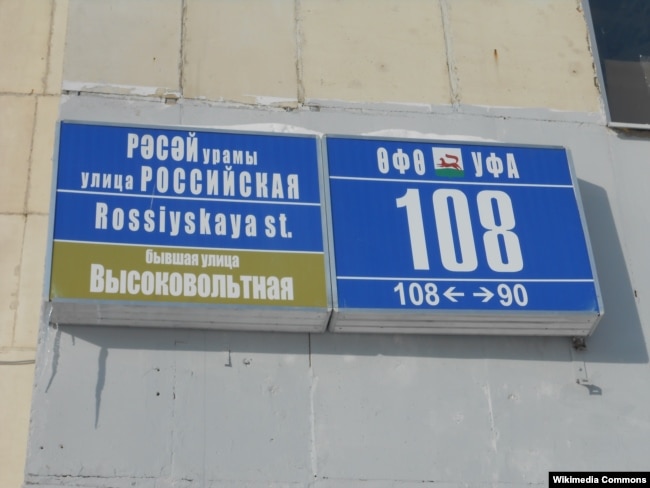 РӘСӘЙ урамы
улица РОССИЙСКАЯ
Rossiyskaya st.
бывшая улица
Высоковольтная
ӨФӨ УФА
108
108← →90
Wikimedia Commons